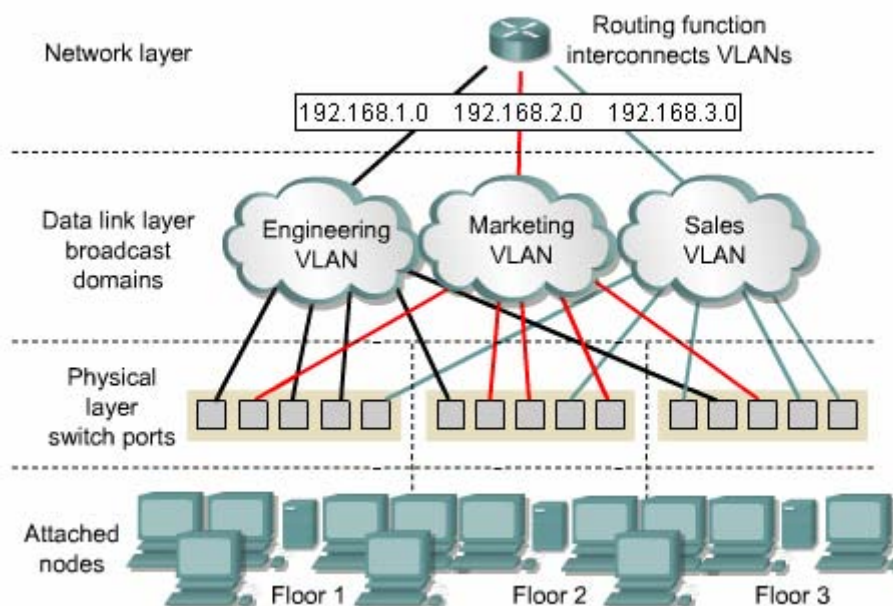 Network layer
Routing function
interconnects VLANs
192.168.1.0 192.168.2.0 192.168.3.0
Data link layer
broadcast
domains
Engineering
VLAN
Marketing
VLAN
Sales
VLAN
Physical
layer
switch ports
Attached
nodes
Floor 1
Floor 2
Floor 3